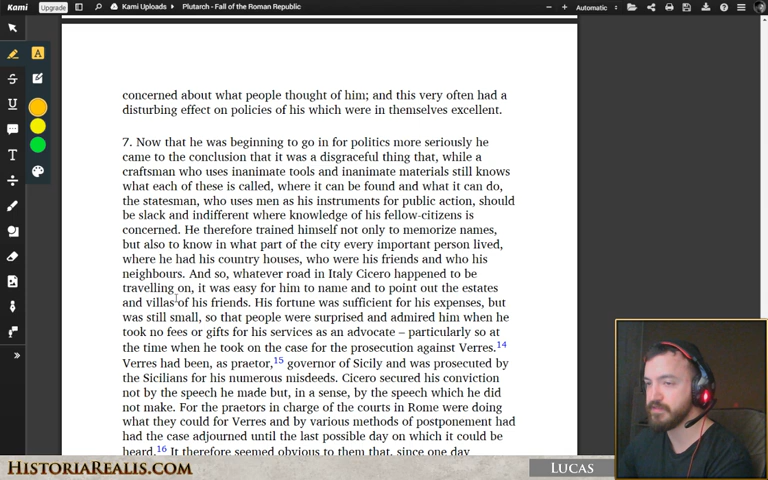 Kami
Upgrade
Kami Uploads > Plutarch - Fall of the Roman Republic
Automatic
A
T
concerned about what people thought of him; and this very often had a
disturbing effect on policies of his which were in themselves excellent.
7. Now that he was beginning to go in for politics more seriously he
came to the conclusion that it was a disgraceful thing that, while a
craftsman who uses inanimate tools and inanimate materials still knows
what each of these is called, where it can be found and what it can do,
the statesman, who uses men as his instruments for public action, should
be slack and indifferent where knowledge of his fellow-citizens is
concerned. He therefore trained himself not only to memorize names,
but also to know in what part of the city every important person lived,
where he had his country houses, who were his friends and who his
neighbours. And so, whatever road in Italy Cicero happened to be
travelling on, it was easy for him to name and to point out the estates
and villas of his friends. His fortune was sufficient for his expenses, but
was still small, so that people were surprised and admired him when he
took no fees or gifts for his services as an advocate – particularly so at
the time when he took on the case for the prosecution against Verres.14
Verres had been, as praetor,15 governor of Sicily and was prosecuted by
the Sicilians for his numerous misdeeds. Cicero secured his conviction
not by the speech he made but, in a sense, by the speech which he did
not make. For the praetors in charge of the courts in Rome were doing
what they could for Verres and by various methods of postponement had
had the case adjourned until the last possible day on which it could be
heard.16 It therefore seemed obvious to them that, since one day
HistoriaRealis.com
Lucas